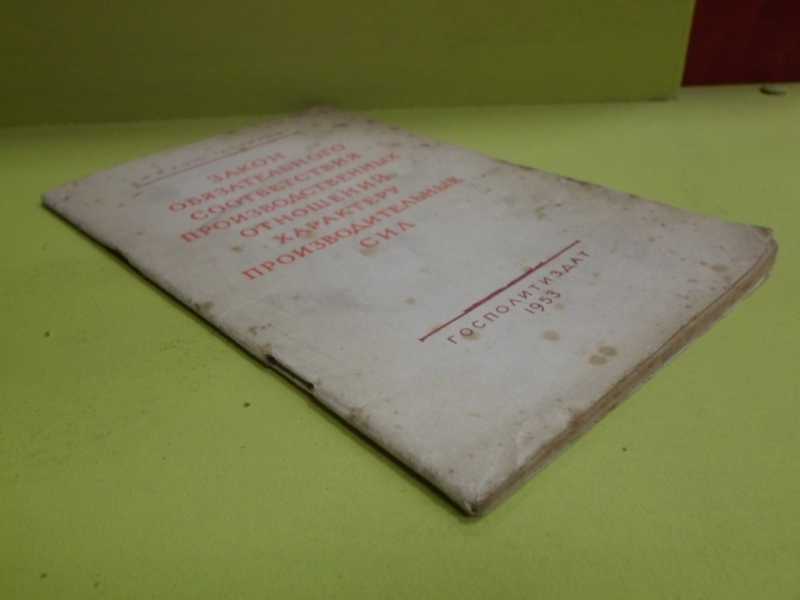 ЗАКОН
ОБЯЗАТЕЛЬНОГО
СООТВЕТСТВИЯ
ПРОИЗВОДСТВЕННЫХ
ОТНОШЕНИЙ
ХАРАКТЕРУ
ПРОИЗВОДИТЕЛЬНЫХ
СИЛ
ГОСПОЛИТИЗДАТ
1953